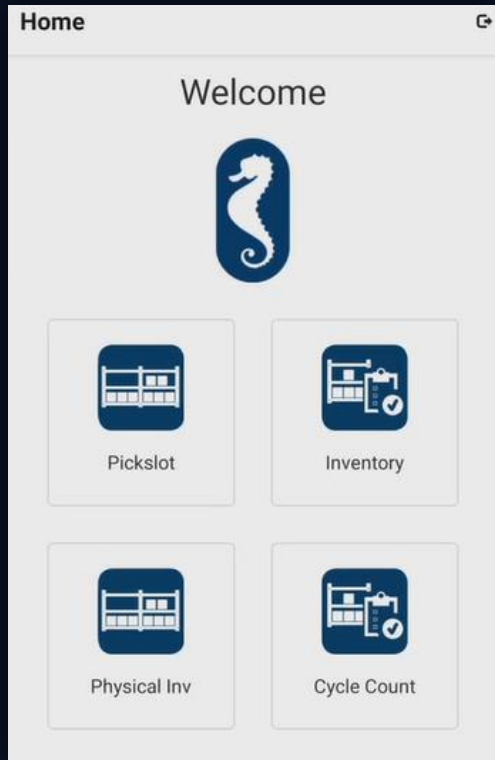 Home
Welcome
Pickslot
Inventory
Physical Inv
Cycle Count